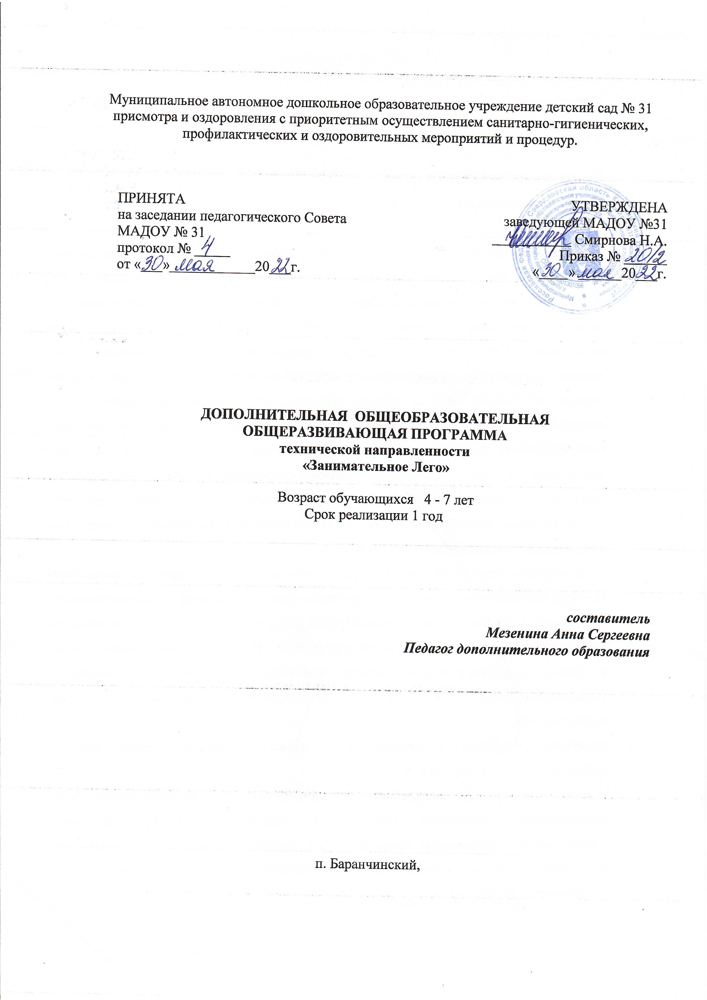 Муниципальное автономное дошкольное образовательное учреждение детский сад № 31
присмотра и оздоровления с приоритетным осуществлением санитарно-гигиенических,
профилактических и оздоровительных мероприятий и процедур.
ПРИНЯТА
на заседании педагогического Совета
МАДОУ № 31
протокол № 4
от «30» мая 2022г.
УТВЕРЖДЕНА
заведующей МАДОУ №31
Смирнова Н.А.
Приказ № 20/2
«30» мая 2022г.
Российская Свердловская область
ДОПОЛНИТЕЛЬНАЯ ОБЩЕОБРАЗОВАТЕЛЬНАЯ
ОБЩЕРАЗВИВАЮЩАЯ ПРОГРАММА
технической направленности
«Занимательное Лего»
Возраст обучающихся 4 - 7 лет
Срок реализации 1 год
составитель
Мезенина Анна Сергеевна
Педагог дополнительного образования
п. Баранчинский,